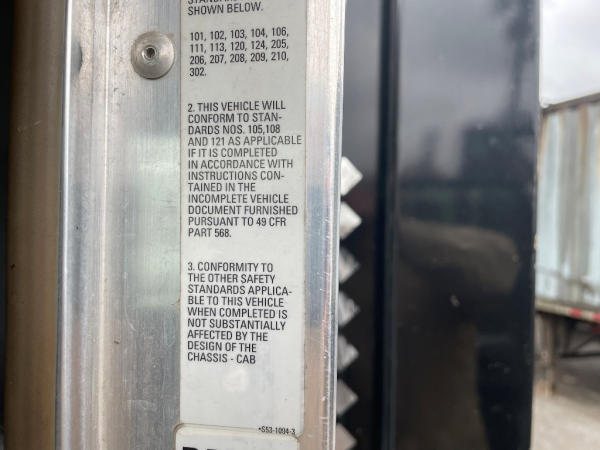 SHOWN BELOW.
101, 102, 103, 104, 106,
111, 113, 120, 124, 205,
206, 207, 208, 209, 210,
302.
2. THIS VEHICLE WILL
CONFORM TO STAN-
DARDS NOS. 105,108
AND 121 AS APPLICABLE
IF IT IS COMPLETED
IN ACCORDANCE WITH
INSTRUCTIONS CON-
TAINED IN THE
INCOMPLETE VEHICLE
DOCUMENT FURNISHED
PURSUANT TO 49 CFR
PART 568.
3. CONFORMITY TO
THE OTHER SAFETY
STANDARDS APPLICA-
BLE TO THIS VEHICLE
WHEN COMPLETED IS
NOT SUBSTANTIALLY
AFFECTED BY THE
DESIGN OF THE
CHASSIS - CAB
*S53-1094-3